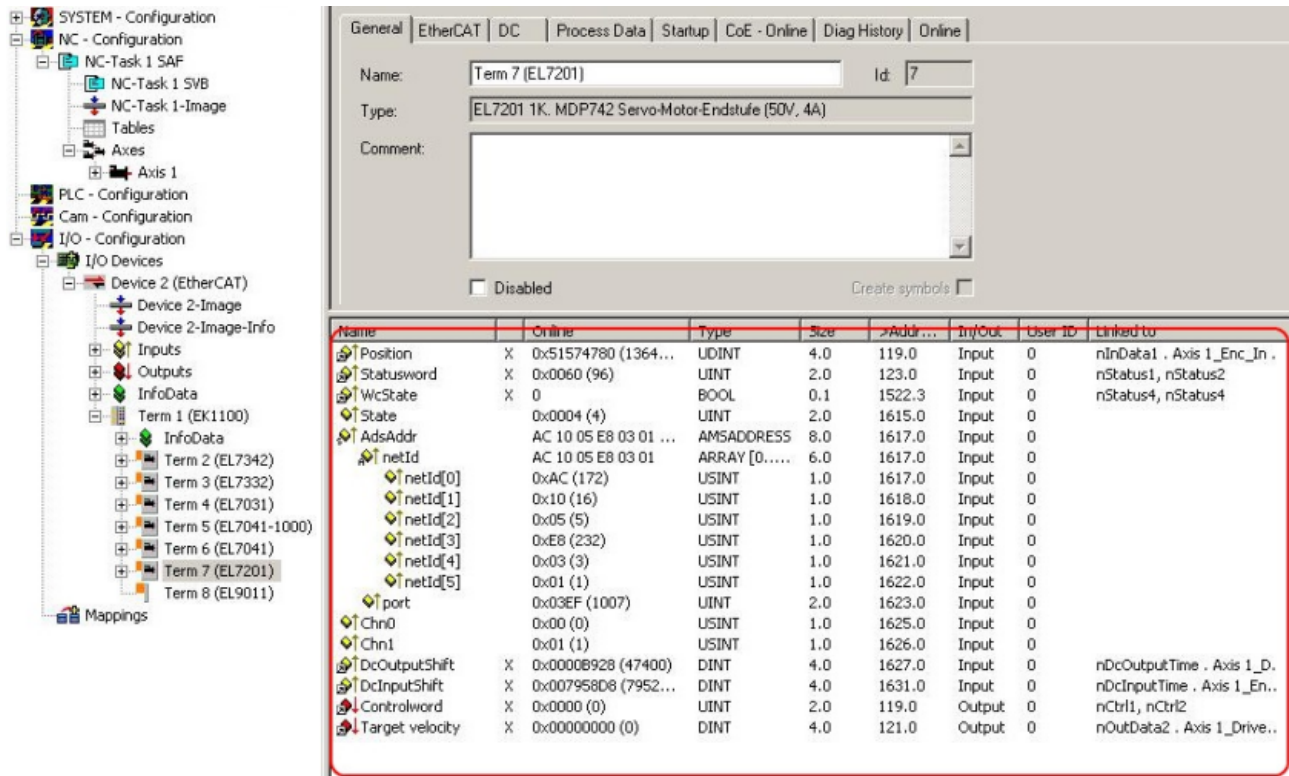 SYSTEM - Configuration
NC - Configuration
NC-Task 1 SAF
NC-Task 1 SVB
NC-Task 1-Image
Tables
Axes
Axis 1
PLC - Configuration
Cam - Configuration
I/O - Configuration
I/O Devices
Device 2 (EtherCAT)
Device 2-Image
Device 2-Image-Info
Inputs
Outputs
InfoData
Term 1 (EK1100)
InfoData
Term 2 (EL7342)
Term 3 (EL7332)
Term 4 (EL7031)
Term 5 (EL7041-1000)
Term 6 (EL7041)
Term 7 (EL7201)
Term 8 (EL9011)
Mappings
General EtherCAT DC Process Data Startup CoE - Online Diag History Online
Name: Term 7 (EL7201) Id: 7
Type: EL7201 1K. MDP742 Servo-Motor-Endstufe (50V, 4A)
Comment:
Disabled Create symbols
Name Online Type Size >Addr... In/Out User ID Linked to
Position X 0x51574780 (1364... UDINT 4.0 119.0 Input 0 nInData1 . Axis 1_Enc_In .
Statusword X 0x0060 (96) UINT 2.0 123.0 Input 0 nStatus1, nStatus2
WcState X 0 BOOL 0.1 1522.3 Input 0 nStatus4, nStatus4
State 0x0004 (4) UINT 2.0 1615.0 Input 0
AdsAddr AC 10 05 E8 03 01 ... AMSADDRESS 8.0 1617.0 Input 0
netId AC 10 05 E8 03 01 ARRAY [0..... 6.0 1617.0 Input 0
netId[0] 0xAC (172) USINT 1.0 1617.0 Input 0
netId[1] 0x10 (16) USINT 1.0 1618.0 Input 0
netId[2] 0x05 (5) USINT 1.0 1619.0 Input 0
netId[3] 0xE8 (232) USINT 1.0 1620.0 Input 0
netId[4] 0x03 (3) USINT 1.0 1621.0 Input 0
netId[5] 0x01 (1) USINT 1.0 1622.0 Input 0
port 0x03EF (1007) UINT 2.0 1623.0 Input 0
Chn0 0x00 (0) USINT 1.0 1625.0 Input 0
Chn1 0x01 (1) USINT 1.0 1626.0 Input 0
DcOutputShift X 0x0000B928 (47400) DINT 4.0 1627.0 Input 0 nDcOutputTime . Axis 1_D.
DcInputShift X 0x007958D8 (7952... DINT 4.0 1631.0 Input 0 nDcInputTime . Axis 1_En..
Controlword X 0x0000 (0) UINT 2.0 119.0 Output 0 nCtrl1, nCtrl2
Target velocity X 0x00000000 (0) DINT 4.0 121.0 Output 0 nOutData2 . Axis 1_Drive..